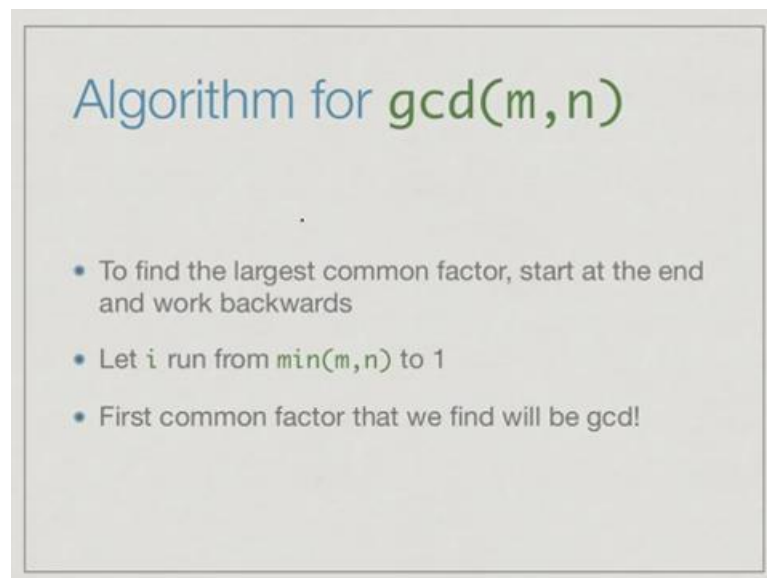 Algorithm for gcd(m,n)
• To find the largest common factor, start at the end
and work backwards
• Let i run from min(m,n) to 1
• First common factor that we find will be gcd!